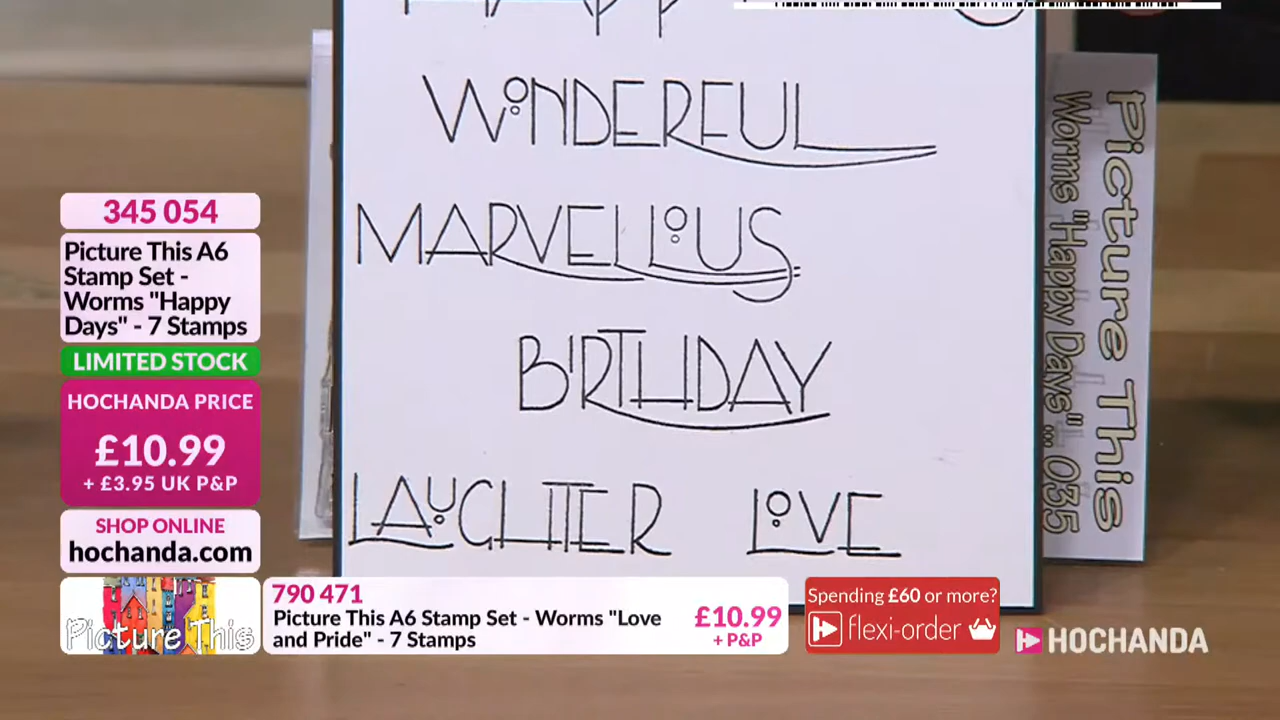 WONDERFUL
MARVELLOUS
BIRTHDAY
LAUGHTER LOVE
Picture This
Worms "Happy Days" ... 035
345 054
Picture This A6
Stamp Set -
Worms "Happy
Days" - 7 Stamps
LIMITED STOCK
HOCHANDA PRICE
£10.99
+ £3.95 UK P&P
SHOP ONLINE
hochanda.com
Picture This
790 471
Picture This A6 Stamp Set - Worms "Love
and Pride" - 7 Stamps
£10.99
+ P&P
Spending £60 or more?
flexi-order
HOCHANDA